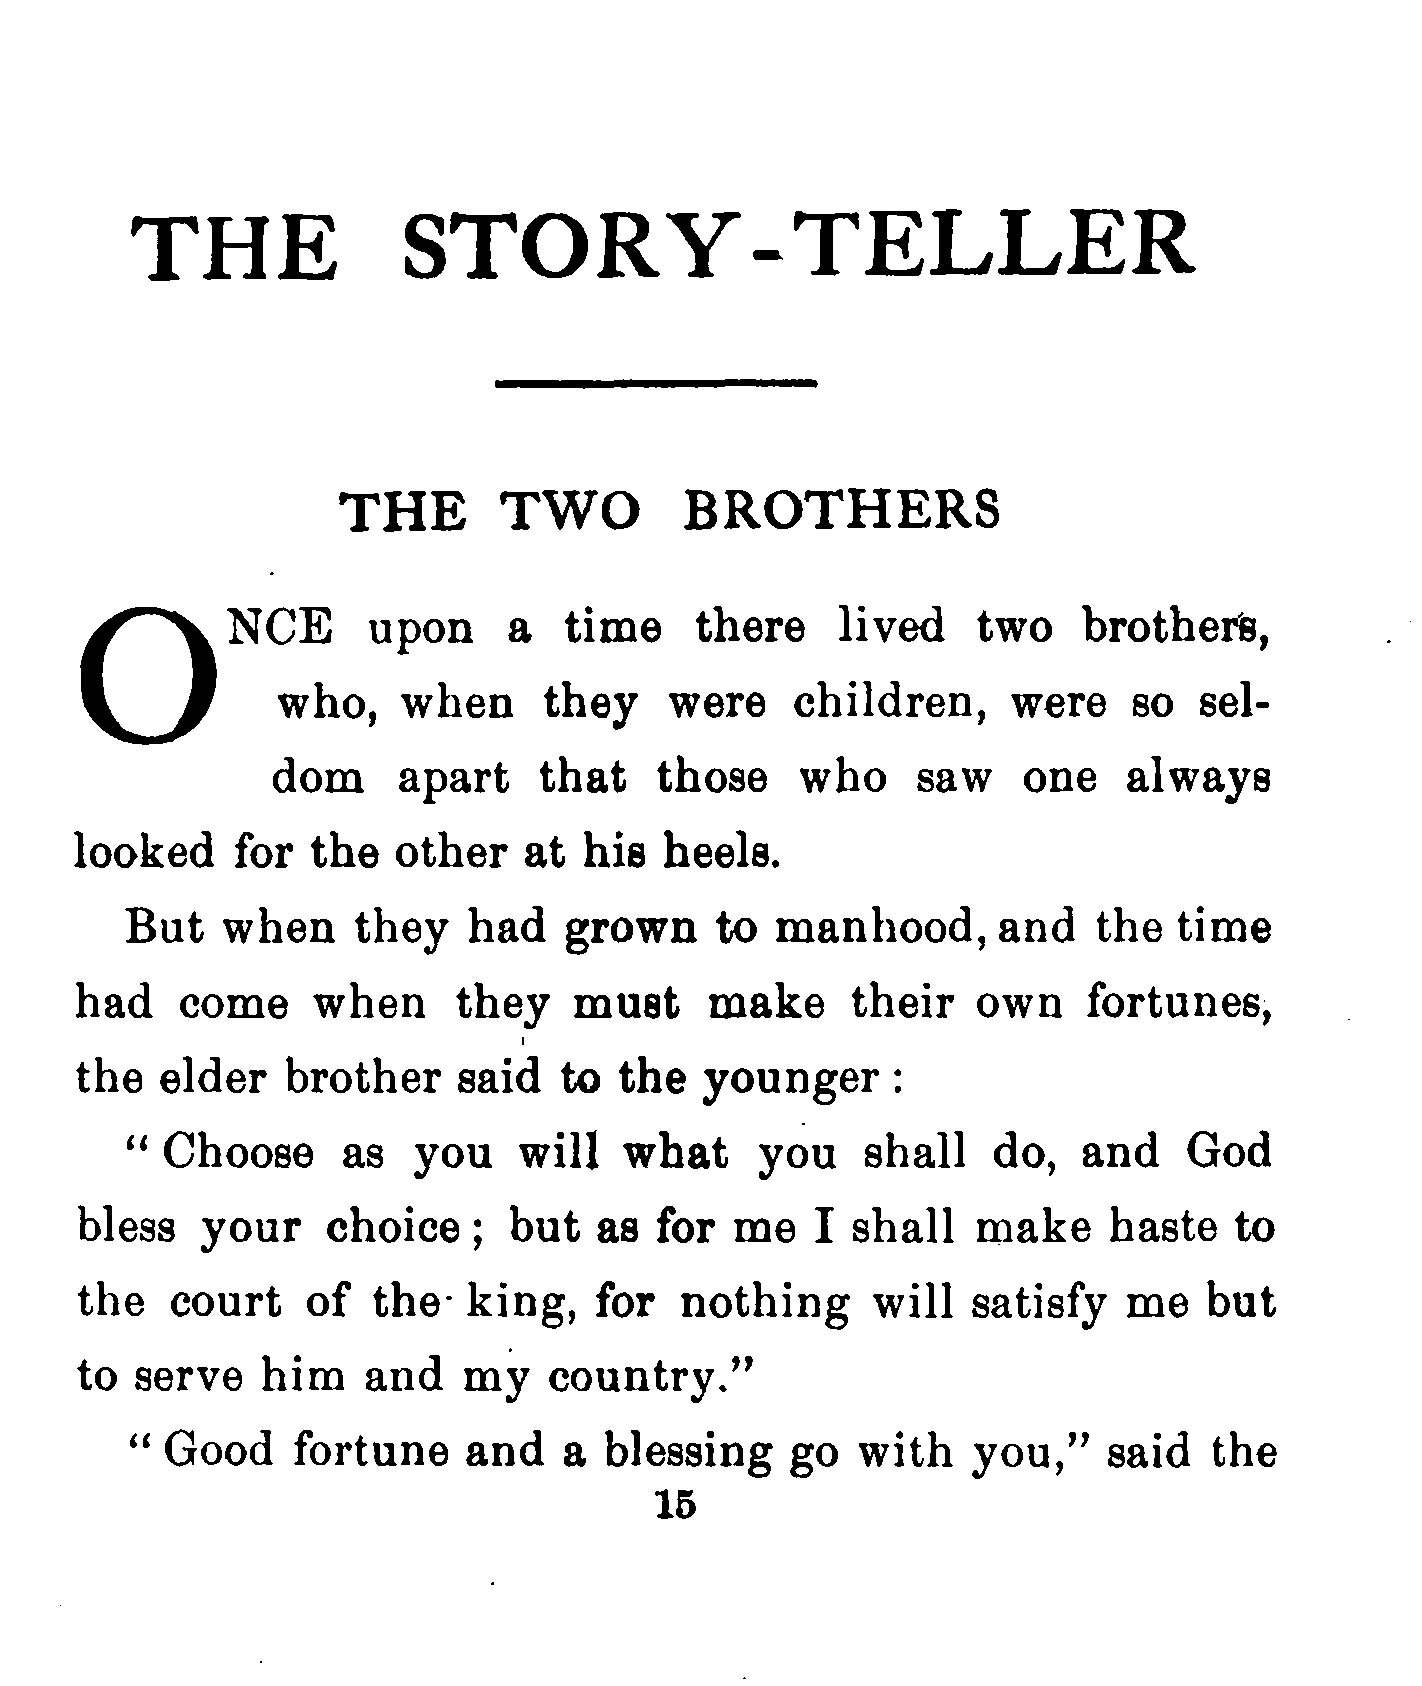 THE STORY-TELLER
THE TWO BROTHERS
ONCE upon a time there lived two brothers,
who, when they were children, were so sel-
dom apart that those who saw one always
looked for the other at his heels.
But when they had grown to manhood, and the time
had come when they must make their own fortunes,
the elder brother said to the younger :
“ Choose as you will what you shall do, and God
bless your choice ; but as for me I shall make haste to
the court of the king, for nothing will satisfy me but
to serve him and my country.”
“ Good fortune and a blessing go with you,” said the
15